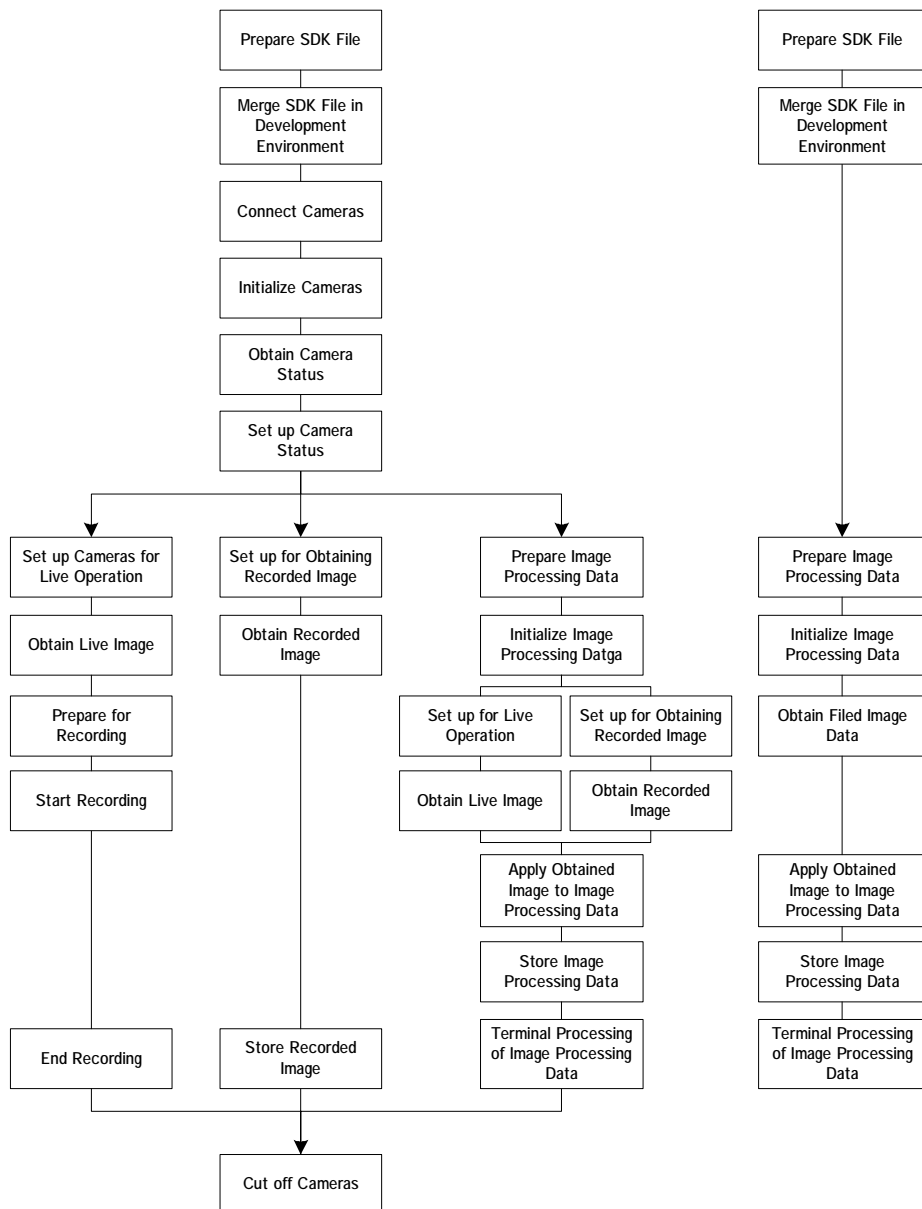 Prepare SDK File
Merge SDK File in
Development
Environment
Connect Cameras
Initialize Cameras
Obtain Camera
Status
Set up Camera
Status
Set up Cameras for
Live Operation
Obtain Live Image
Prepare for
Recording
Start Recording
End Recording
Set up for Obtaining
Recorded Image
Obtain Recorded
Image
Store Recorded
Image
Prepare Image
Processing Data
Initialize Image
Processing Datga
Set up for Live
Operation
Obtain Live Image
Set up for Obtaining
Recorded Image
Obtain Recorded
Image
Apply Obtained
Image to Image
Processing Data
Store Image
Processing Data
Terminal Processing
of Image Processing
Data
Cut off Cameras
Prepare SDK File
Merge SDK File in
Development
Environment
Prepare Image
Processing Data
Initialize Image
Processing Data
Obtain Filed Image
Data
Apply Obtained
Image to Image
Processing Data
Store Image
Processing Data
Terminal Processing
of Image Processing
Data